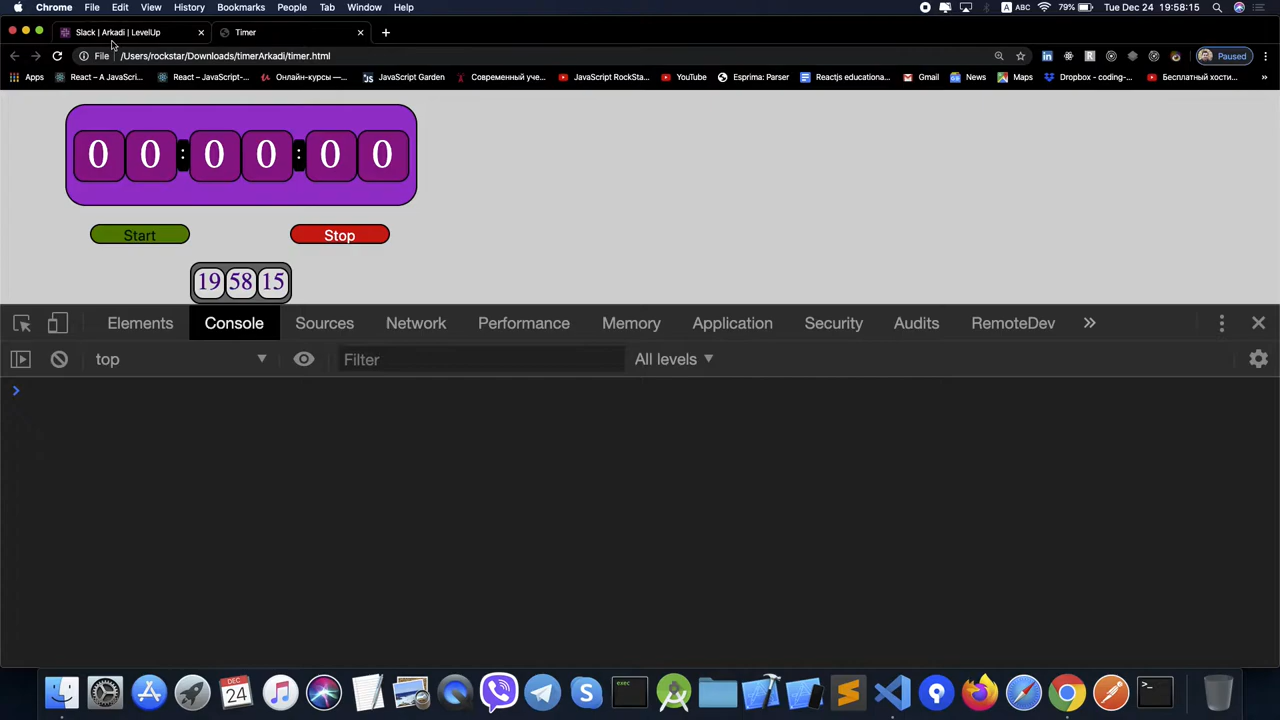 Chrome File Edit View History Bookmarks People Tab Window Help ABC 79% Tue Dec 24 19:58:15
Slack | Arkadi | LevelUp Timer
File /Users/rockstar/Downloads/timerArkadi/timer.html Paused
Apps React – A JavaScri... React – JavaScript-... Онлайн-курсы —... JavaScript Garden Современный уче... JavaScript RockSta... YouTube Esprima: Parser Reactjs educationa... Gmail News Maps Dropbox - coding-... Бесплатный хости...
0 0 : 0 0 : 0 0
Start Stop
19 58 15
Elements Console Sources Network Performance Memory Application Security Audits RemoteDev
top Filter All levels